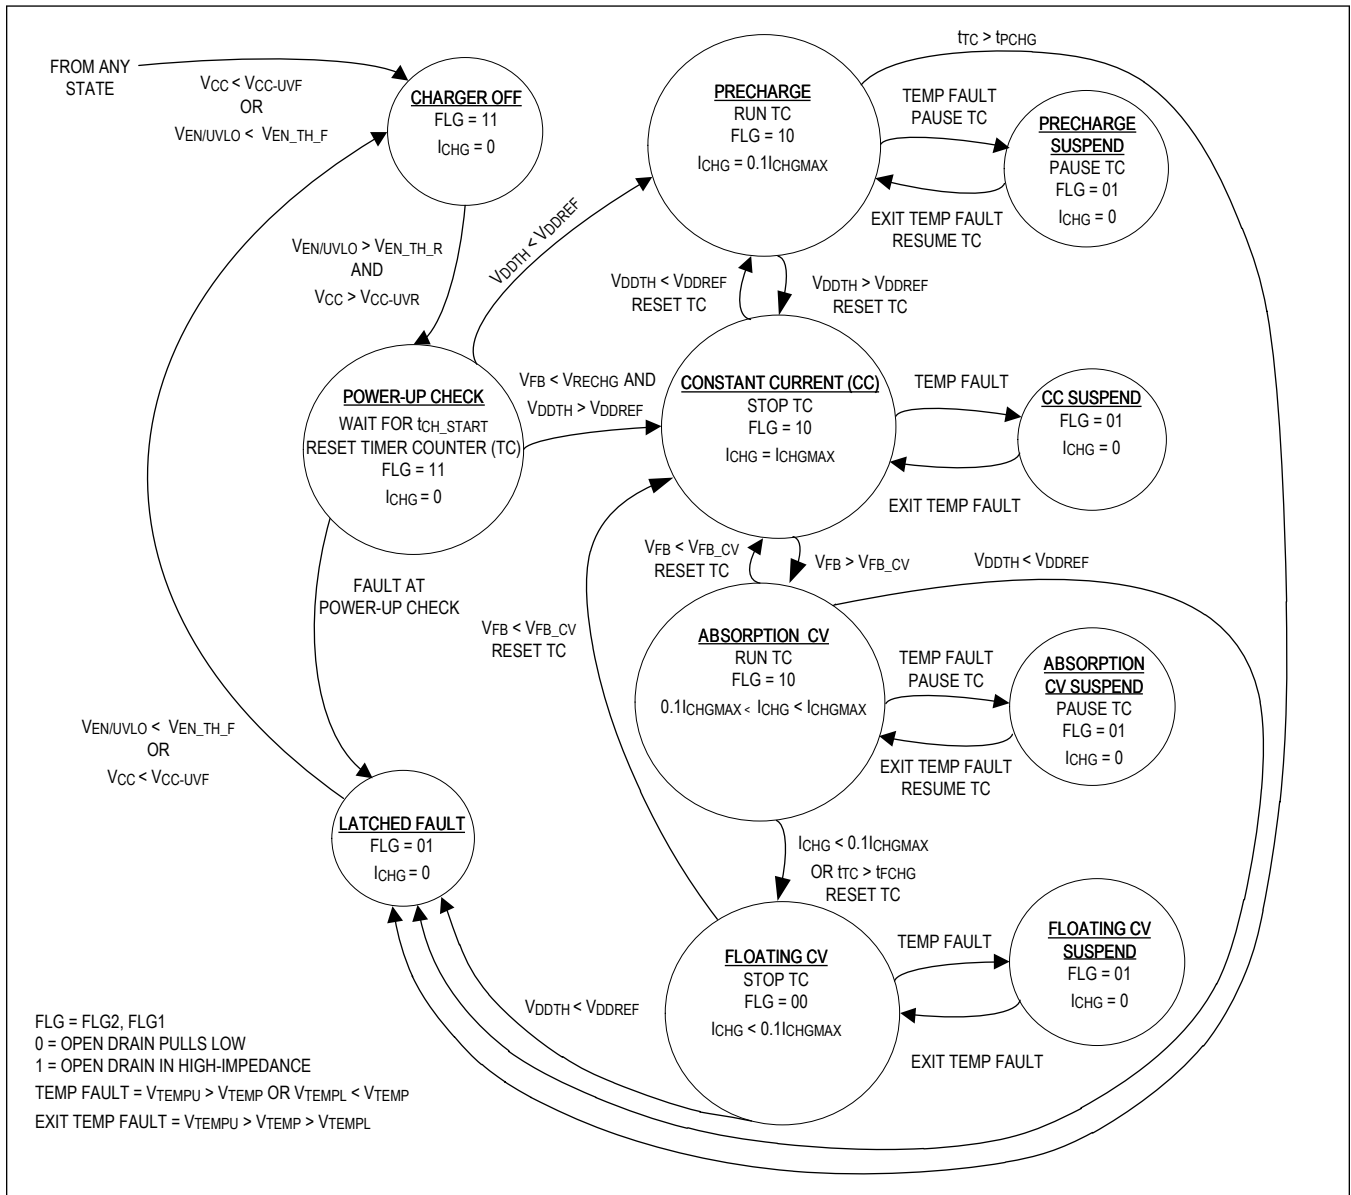 FROM ANY
STATE
VCC < VCC-UVF
OR
VEN/UVLO < VEN_TH_F
CHARGER OFF
FLG = 11
ICHG = 0
VEN/UVLO > VEN_TH_R
AND
VCC > VCC-UVR
POWER-UP CHECK
WAIT FOR tCH_START
RESET TIMER COUNTER (TC)
FLG = 11
ICHG = 0
VDDTH < VDDREF
VFB < VRECHG AND
VDDTH > VDDREF
FAULT AT
POWER-UP CHECK
VEN/UVLO < VEN_TH_F
OR
VCC < VCC-UVF
LATCHED FAULT
FLG = 01
ICHG = 0
PRECHARGE
RUN TC
FLG = 10
ICHG = 0.1ICHGMAX
tTC > tPCHG
TEMP FAULT
PAUSE TC
PRECHARGE
SUSPEND
PAUSE TC
FLG = 01
ICHG = 0
EXIT TEMP FAULT
RESUME TC
VDDTH < VDDREF
RESET TC
VDDTH > VDDREF
RESET TC
CONSTANT CURRENT (CC)
STOP TC
FLG = 10
ICHG = ICHGMAX
TEMP FAULT
CC SUSPEND
FLG = 01
ICHG = 0
EXIT TEMP FAULT
VFB < VFB_CV
RESET TC
VFB > VFB_CV
VDDTH < VDDREF
VFB < VFB_CV
RESET TC
ABSORPTION CV
RUN TC
FLG = 10
0.1ICHGMAX < ICHG < ICHGMAX
TEMP FAULT
PAUSE TC
ABSORPTION
CV SUSPEND
PAUSE TC
FLG = 01
ICHG = 0
EXIT TEMP FAULT
RESUME TC
ICHG < 0.1ICHGMAX
OR tTC > tFCHG
RESET TC
FLOATING CV
STOP TC
FLG = 00
ICHG < 0.1ICHGMAX
TEMP FAULT
FLOATING CV
SUSPEND
FLG = 01
ICHG = 0
EXIT TEMP FAULT
VDDTH < VDDREF
FLG = FLG2, FLG1
0 = OPEN DRAIN PULLS LOW
1 = OPEN DRAIN IN HIGH-IMPEDANCE
TEMP FAULT = VTEMPU > VTEMP OR VTEMPL < VTEMP
EXIT TEMP FAULT = VTEMPU > VTEMP > VTEMPL